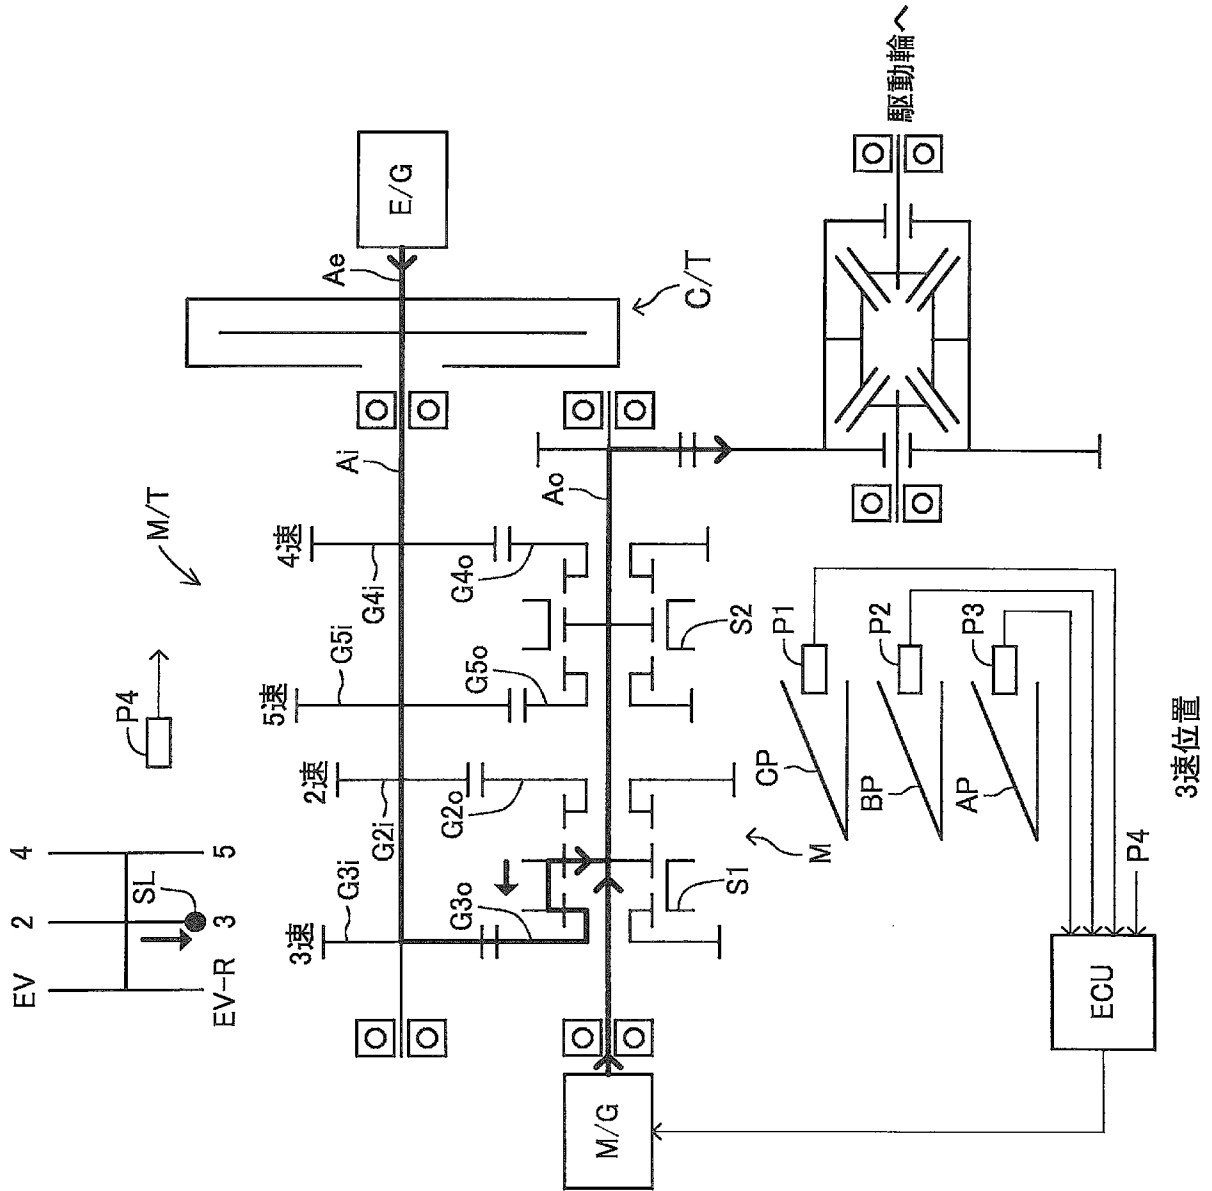 EV
2
4
EV-R
3
5
SL
P4
M/T
3速
2速
5速
4速
G3i
G2i
G5i
G4i
Ai
Ae
E/G
C/T
G3o
G2o
G5o
G4o
Ao
S1
S2
M/G
M
CP
BP
AP
P1
P2
P3
P4
ECU
駆動輪へ
3速位置